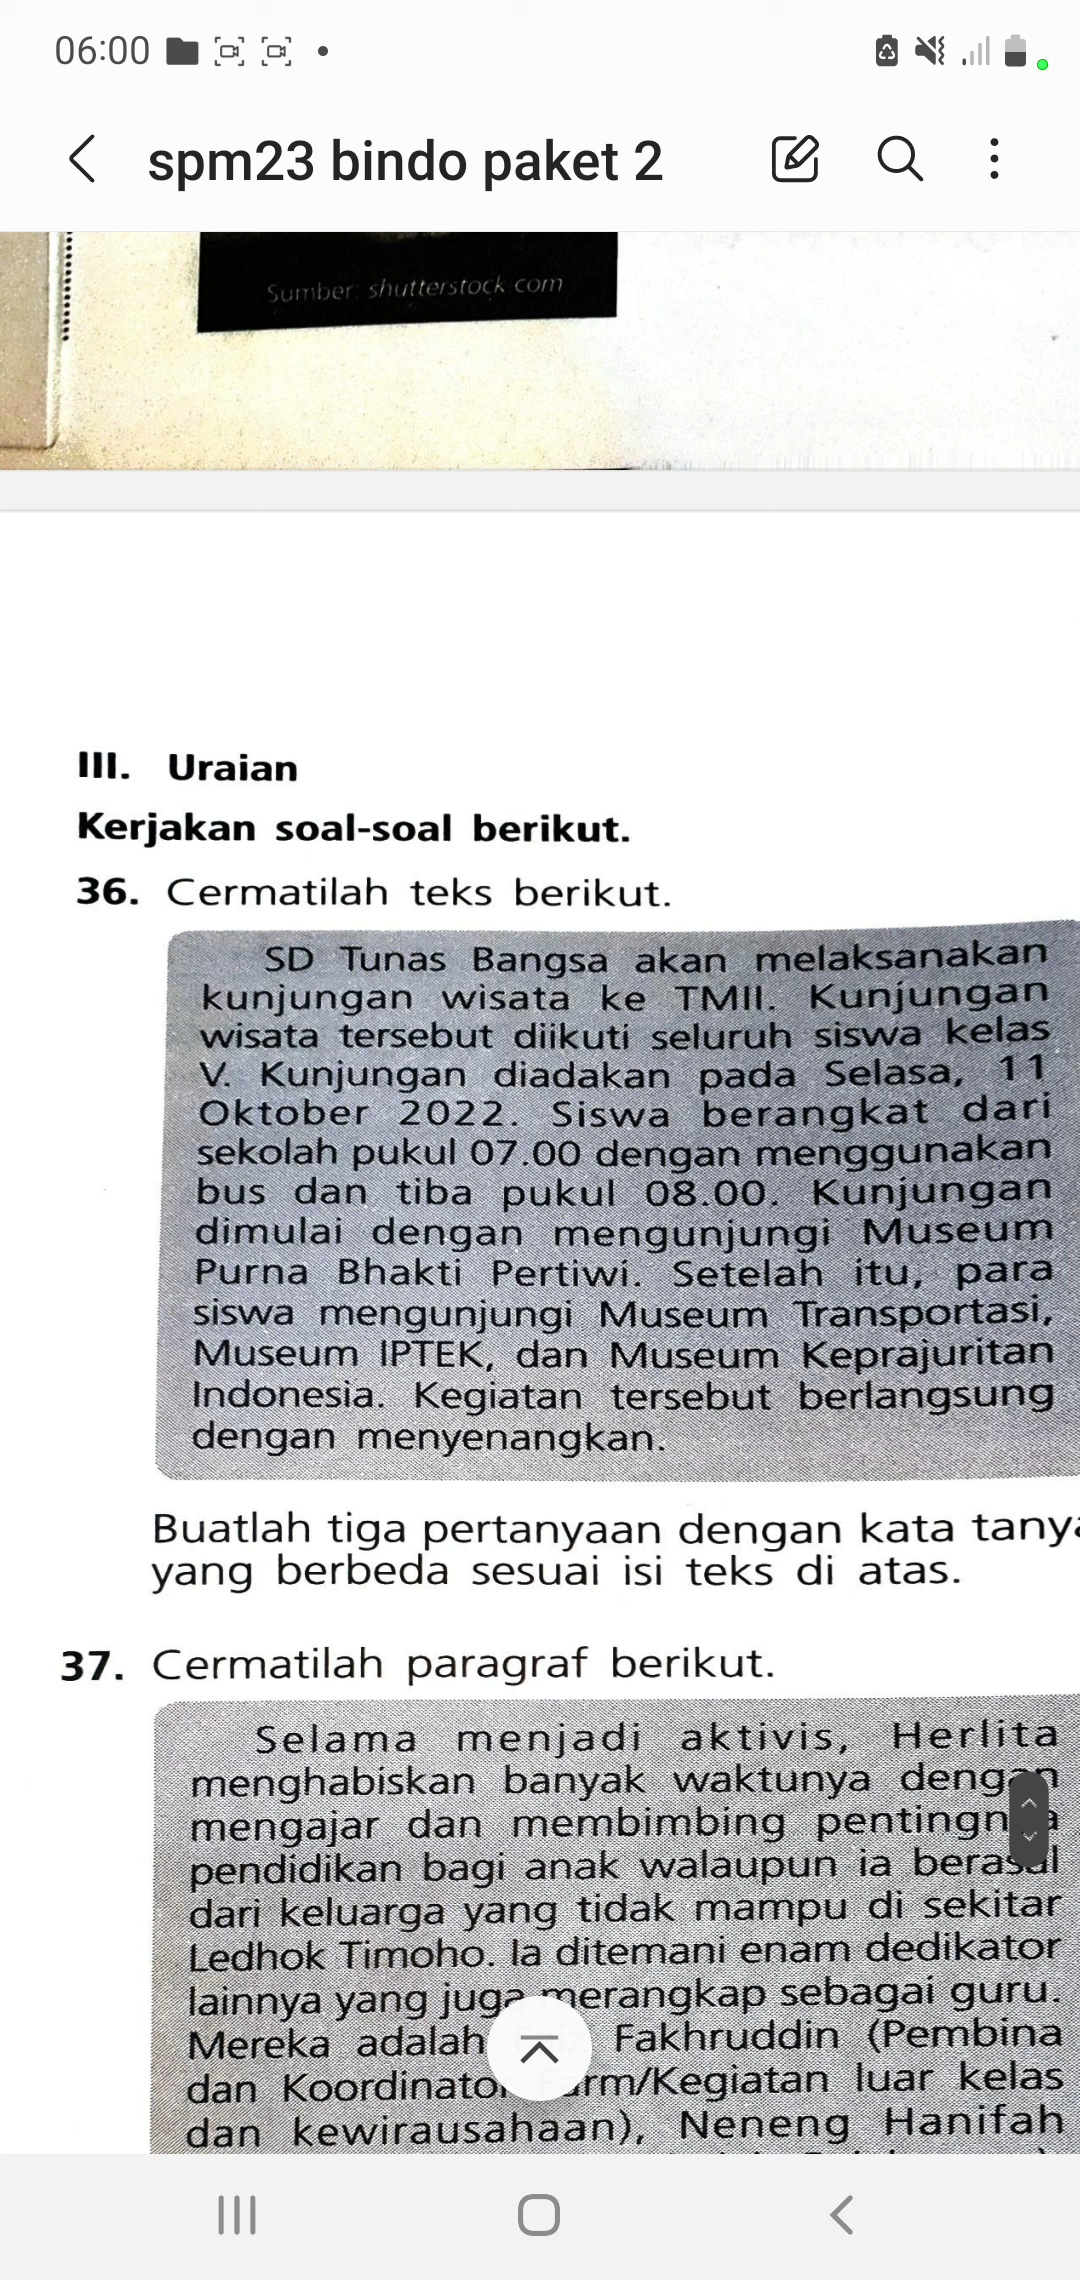 06:00
spm23 bindo paket 2
Sumber: shutterstock.com
III. Uraian
Kerjakan soal-soal berikut.
36. Cermatilah teks berikut.
SD Tunas Bangsa akan melaksanakan
kunjungan wisata ke TMII. Kunjungan
wisata tersebut diikuti seluruh siswa kelas
V. Kunjungan diadakan pada Selasa, 11
Oktober 2022. Siswa berangkat dari
sekolah pukul 07.00 dengan menggunakan
bus dan tiba pukul 08.00. Kunjungan
dimulai dengan mengunjungi Museum
Purna Bhakti Pertiwi. Setelah itu, para
siswa mengunjungi Museum Transportasi,
Museum IPTEK, dan Museum Keprajuritan
Indonesia. Kegiatan tersebut berlangsung
dengan menyenangkan.
Buatlah tiga pertanyaan dengan kata tanya
yang berbeda sesuai isi teks di atas.
37. Cermatilah paragraf berikut.
Selama menjadi aktivis, Herlita
menghabiskan banyak waktunya dengan
mengajar dan membimbing pentingnya
pendidikan bagi anak walaupun ia berasal
dari keluarga yang tidak mampu di sekitar
Ledhok Timoho. Ia ditemani enam dedikator
lainnya yang juga merangkap sebagai guru.
Mereka adalah Fakhruddin (Pembina
dan Koordinator Farm/Kegiatan luar kelas
dan kewirausahaan), Neneng Hanifah